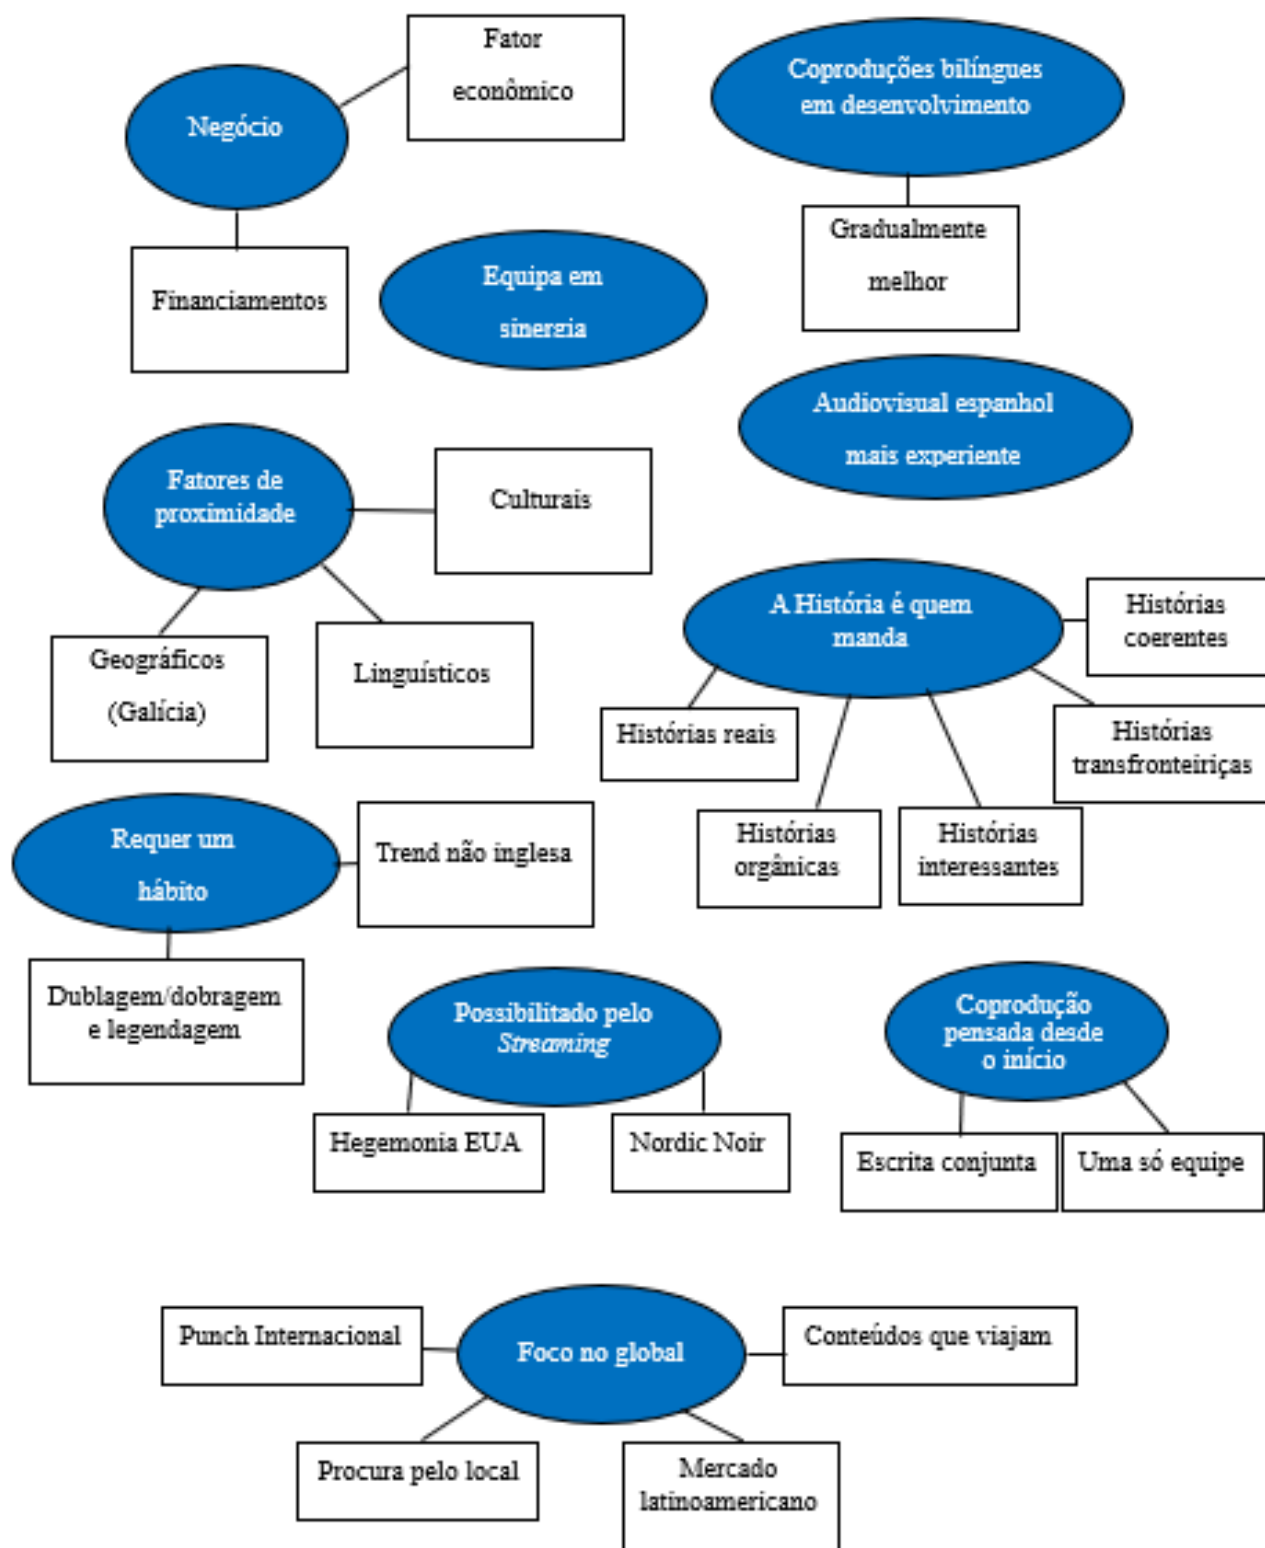 Fator
econômico
Negócio
Financiamentos
Coproduções bilíngues
em desenvolvimento
Gradualmente
melhor
Equipa em
sinergia
Audiovisual espanhol
mais experiente
Fatores de
proximidade
Culturais
Geográficos
(Galícia)
Linguísticos
A História é quem
manda
Histórias
coerentes
Histórias reais
Histórias
transfronteiriças
Histórias
orgânicas
Histórias
interessantes
Requer um
hábito
Trend não inglesa
Dublagem/dobragem
e legendagem
Possibilitado pelo
Streaming
Hegemonia EUA
Nordic Noir
Coprodução
pensada desde
o início
Escrita conjunta
Uma só equipe
Punch Internacional
Foco no global
Conteúdos que viajam
Procura pelo local
Mercado
latinoamericano